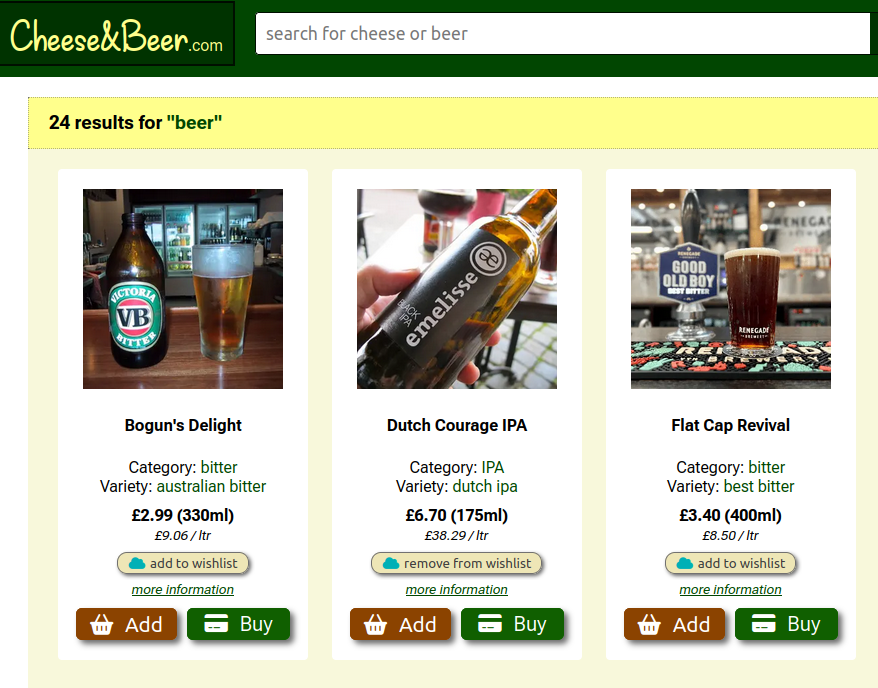 Cheese&Beer.com
search for cheese or beer
24 results for "beer"
VICTORIA
VB
BITTER
Bogun's Delight
Category: bitter
Variety: australian bitter
£2.99 (330ml)
£9.06 / ltr
add to wishlist
more information
Add
Buy
BLACK
IPA
emelisse
Dutch Courage IPA
Category: IPA
Variety: dutch ipa
£6.70 (175ml)
£38.29 / ltr
remove from wishlist
more information
Add
Buy
RENEGADE
GOOD
OLD BOY
BEST BITTER
RENEGADE
BREWERY
Flat Cap Revival
Category: bitter
Variety: best bitter
£3.40 (400ml)
£8.50 / ltr
add to wishlist
more information
Add
Buy